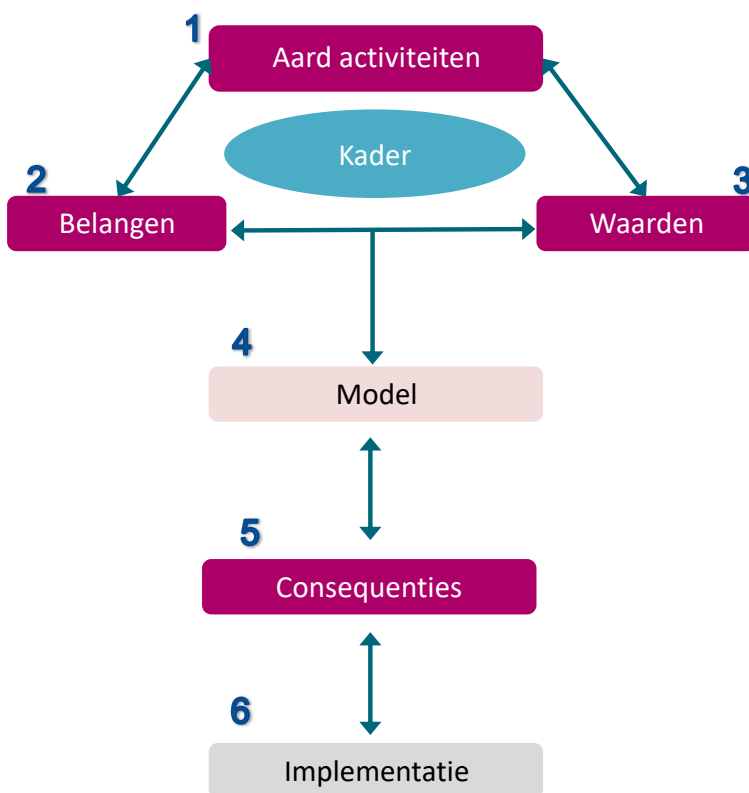 1
Aard activiteiten
Kader
2
Belangen
3
Waarden
4
Model
5
Consequenties
6
Implementatie